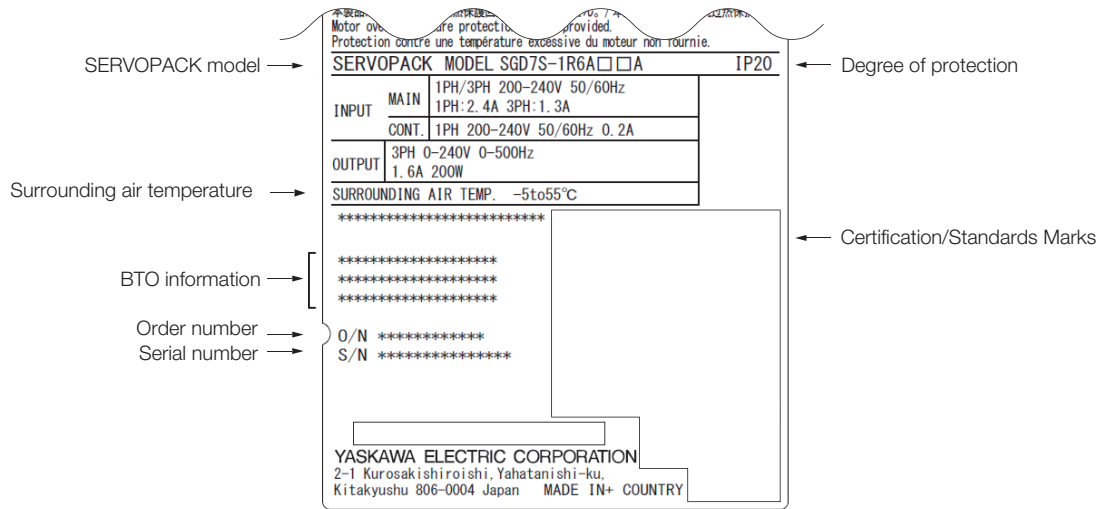 Motor ove re protecti provided.
Protection contre une température excessive du moteur non fournie.
SERVOPACK model
SERVOPACK MODEL SGD7S-1R6A□□A IP20
Degree of protection
INPUT
MAIN
1PH/3PH 200-240V 50/60Hz
1PH:2.4A 3PH:1.3A
CONT. 1PH 200-240V 50/60Hz 0.2A
OUTPUT
3PH 0-240V 0-500Hz
1.6A 200W
Surrounding air temperature
SURROUNDING AIR TEMP. -5to55℃
*************************
Certification/Standards Marks
BTO information
*******************
*******************
*******************
Order number
O/N ************
Serial number
S/N ***************
YASKAWA ELECTRIC CORPORATION
2-1 Kurosakishiroishi, Yahatanishi-ku,
Kitakyushu 806-0004 Japan MADE IN+ COUNTRY